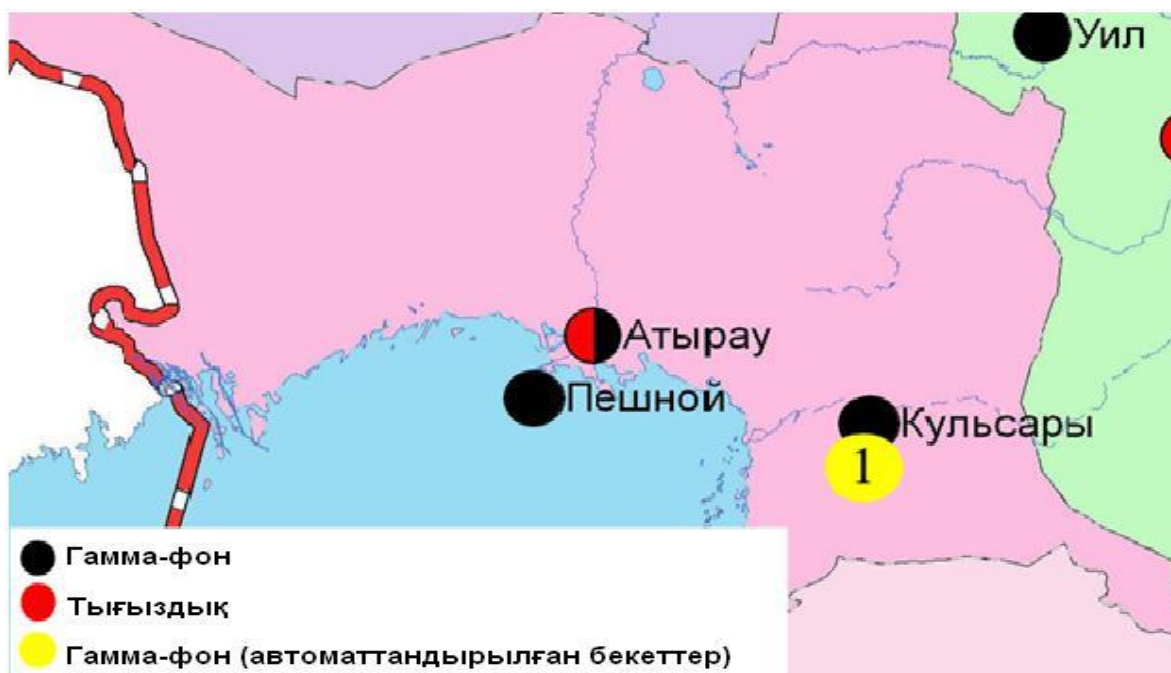 Уил
Атырау
Пешной
Кульсары
1
Гамма-фон
Тығыздық
Гамма-фон (автоматтандырылған бекеттер)